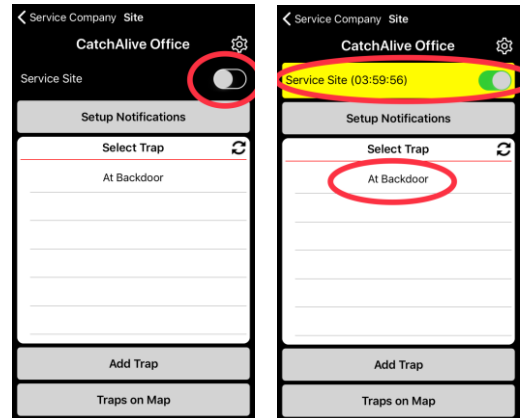 Service Company Site
CatchAlive Office
Service Site
Setup Notifications
Select Trap
At Backdoor
Add Trap
Traps on Map
Service Company Site
CatchAlive Office
Service Site (03:59:56)
Setup Notifications
Select Trap
At Backdoor
Add Trap
Traps on Map